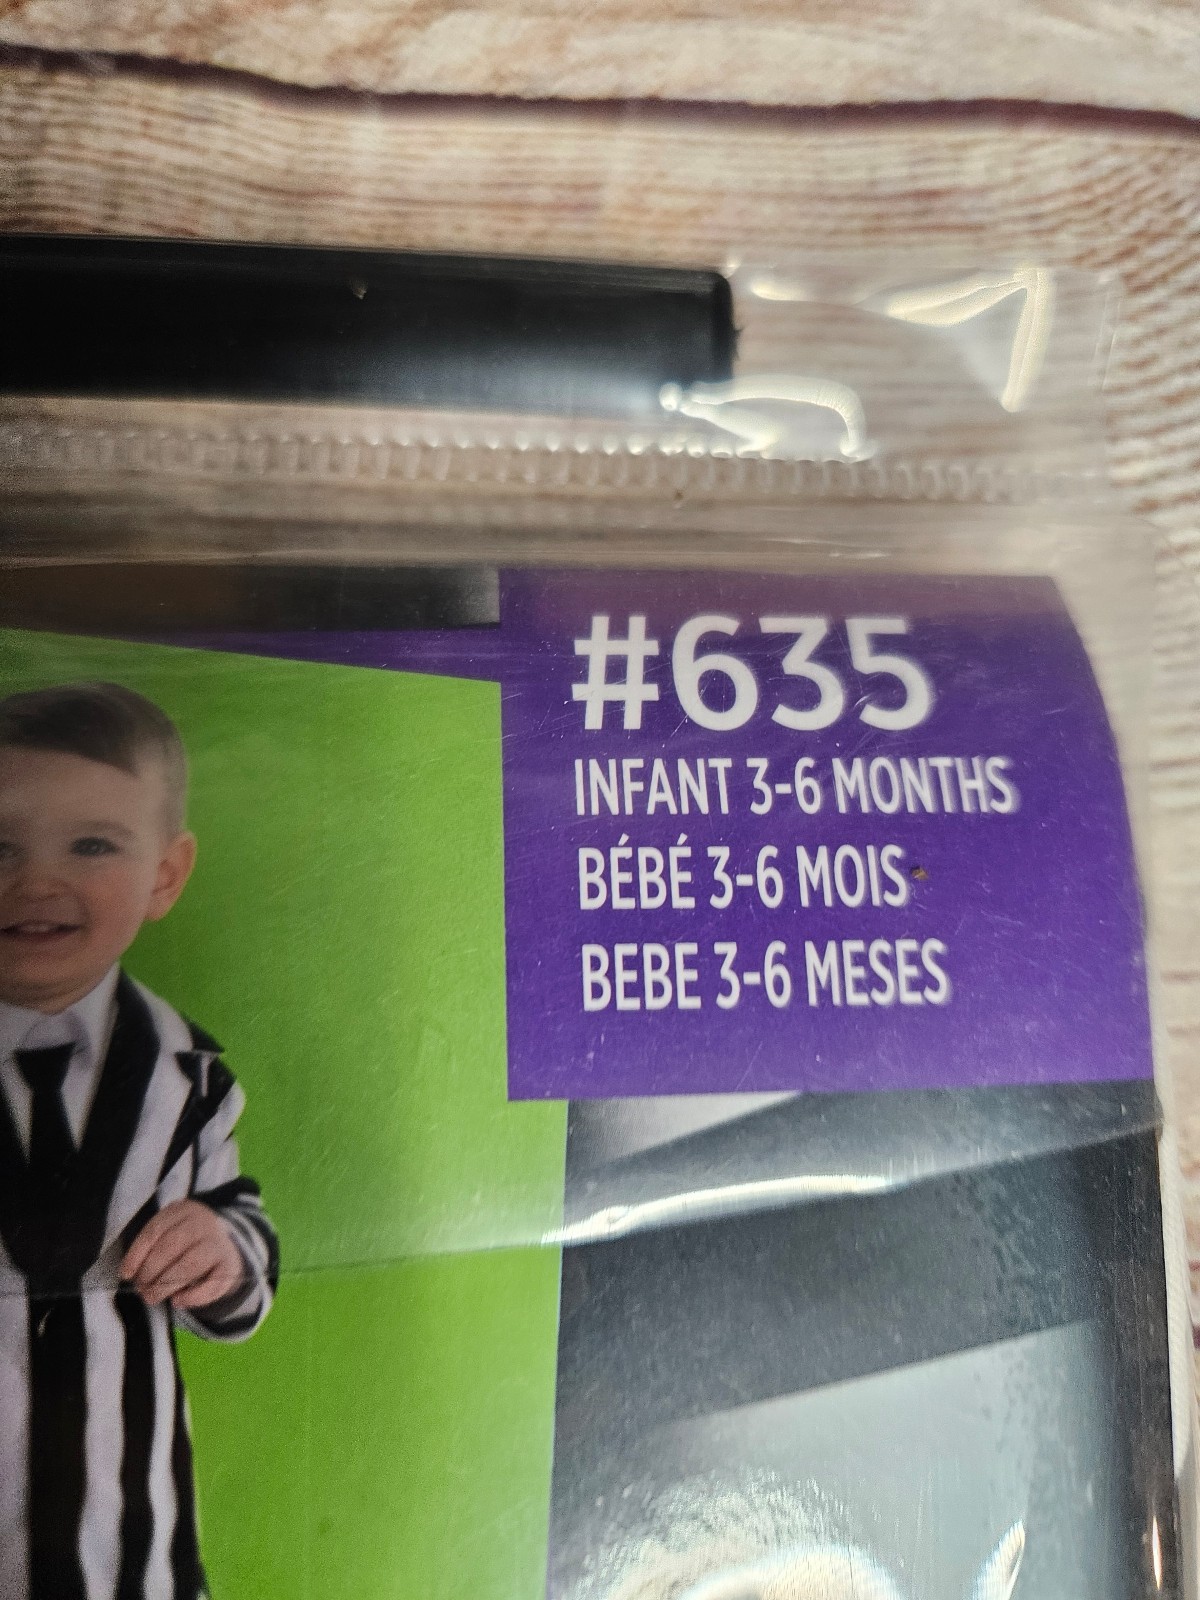 #635
INFANT 3-6 MONTHS
BÉBÉ 3-6 MOIS
BEBE 3-6 MESES